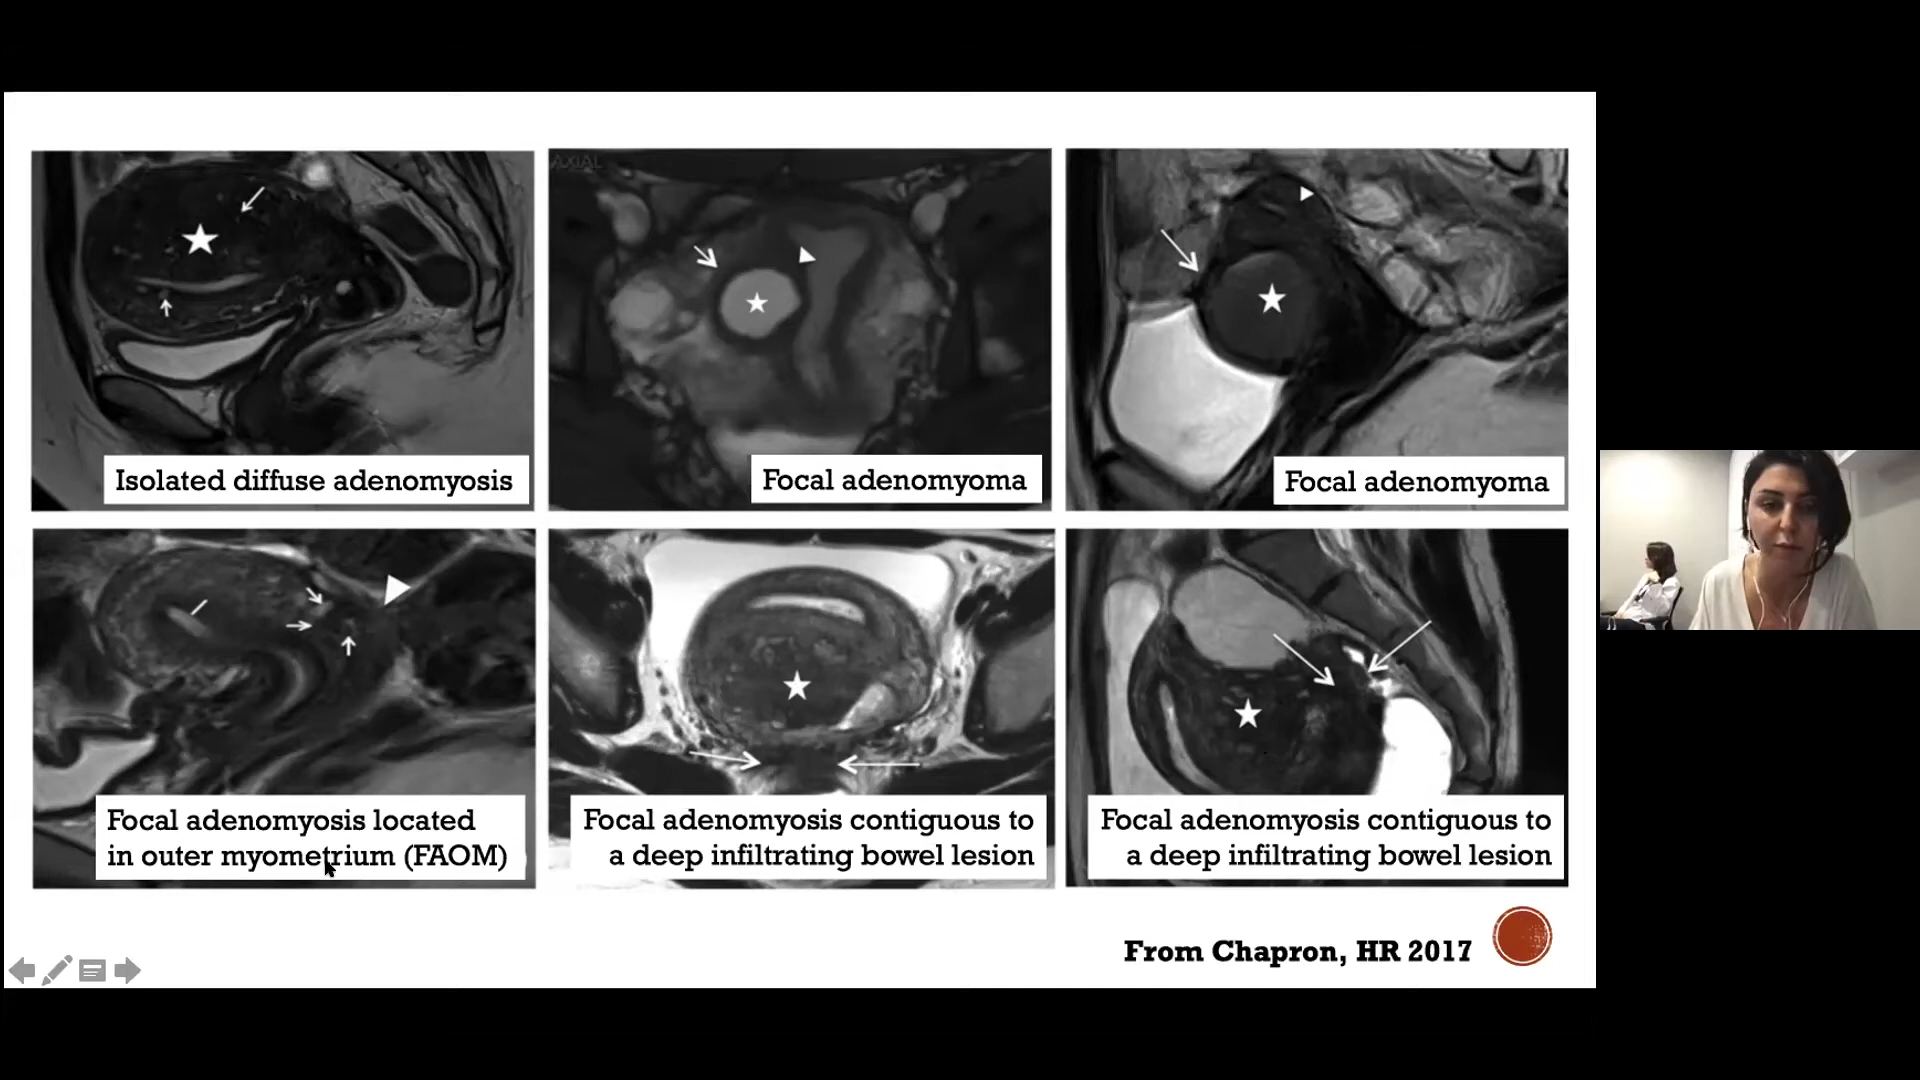 AXIAL
Isolated diffuse adenomyosis
Focal adenomyoma
Focal adenomyoma
Focal adenomyosis located
in outer myometrium (FAOM)
Focal adenomyosis contiguous to
a deep infiltrating bowel lesion
Focal adenomyosis contiguous to
a deep infiltrating bowel lesion
From Chapron, HR 2017